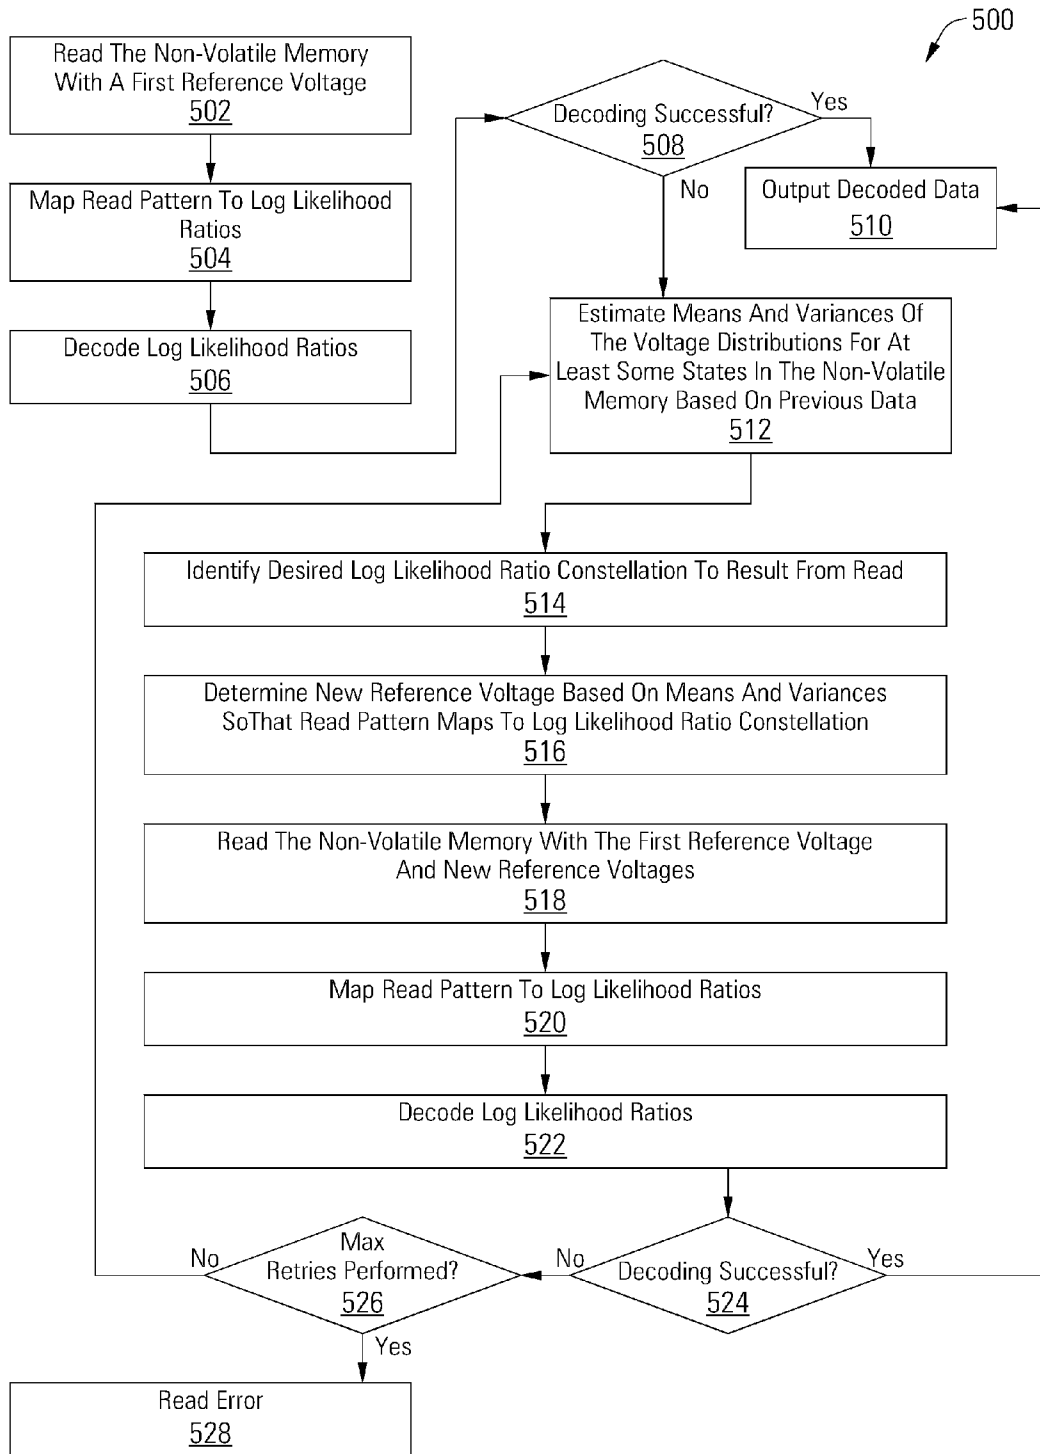 500
Read The Non-Volatile Memory
With A First Reference Voltage
502
Map Read Pattern To Log Likelihood
Ratios
504
Decode Log Likelihood Ratios
506
Decoding Successful?
508
Yes
No
Output Decoded Data
510
Estimate Means And Variances Of
The Voltage Distributions For At
Least Some States In The Non-Volatile
Memory Based On Previous Data
512
Identify Desired Log Likelihood Ratio Constellation To Result From Read
514
Determine New Reference Voltage Based On Means And Variances
SoThat Read Pattern Maps To Log Likelihood Ratio Constellation
516
Read The Non-Volatile Memory With The First Reference Voltage
And New Reference Voltages
518
Map Read Pattern To Log Likelihood Ratios
520
Decode Log Likelihood Ratios
522
Decoding Successful?
524
Yes
No
Max
Retries Performed?
526
No
Yes
Read Error
528